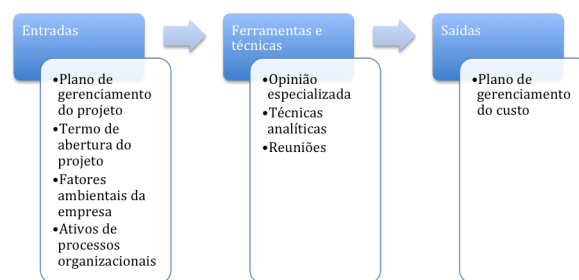 Entradas
•Plano de
gerenciamento
do projeto
•Termo de
abertura do
projeto
•Fatores
ambientais da
empresa
•Ativos de
processos
organizacionais
Ferramentas e
técnicas
•Opinião
especializada
•Técnicas
analíticas
•Reuniões
Saídas
•Plano de
gerenciamento
do custo